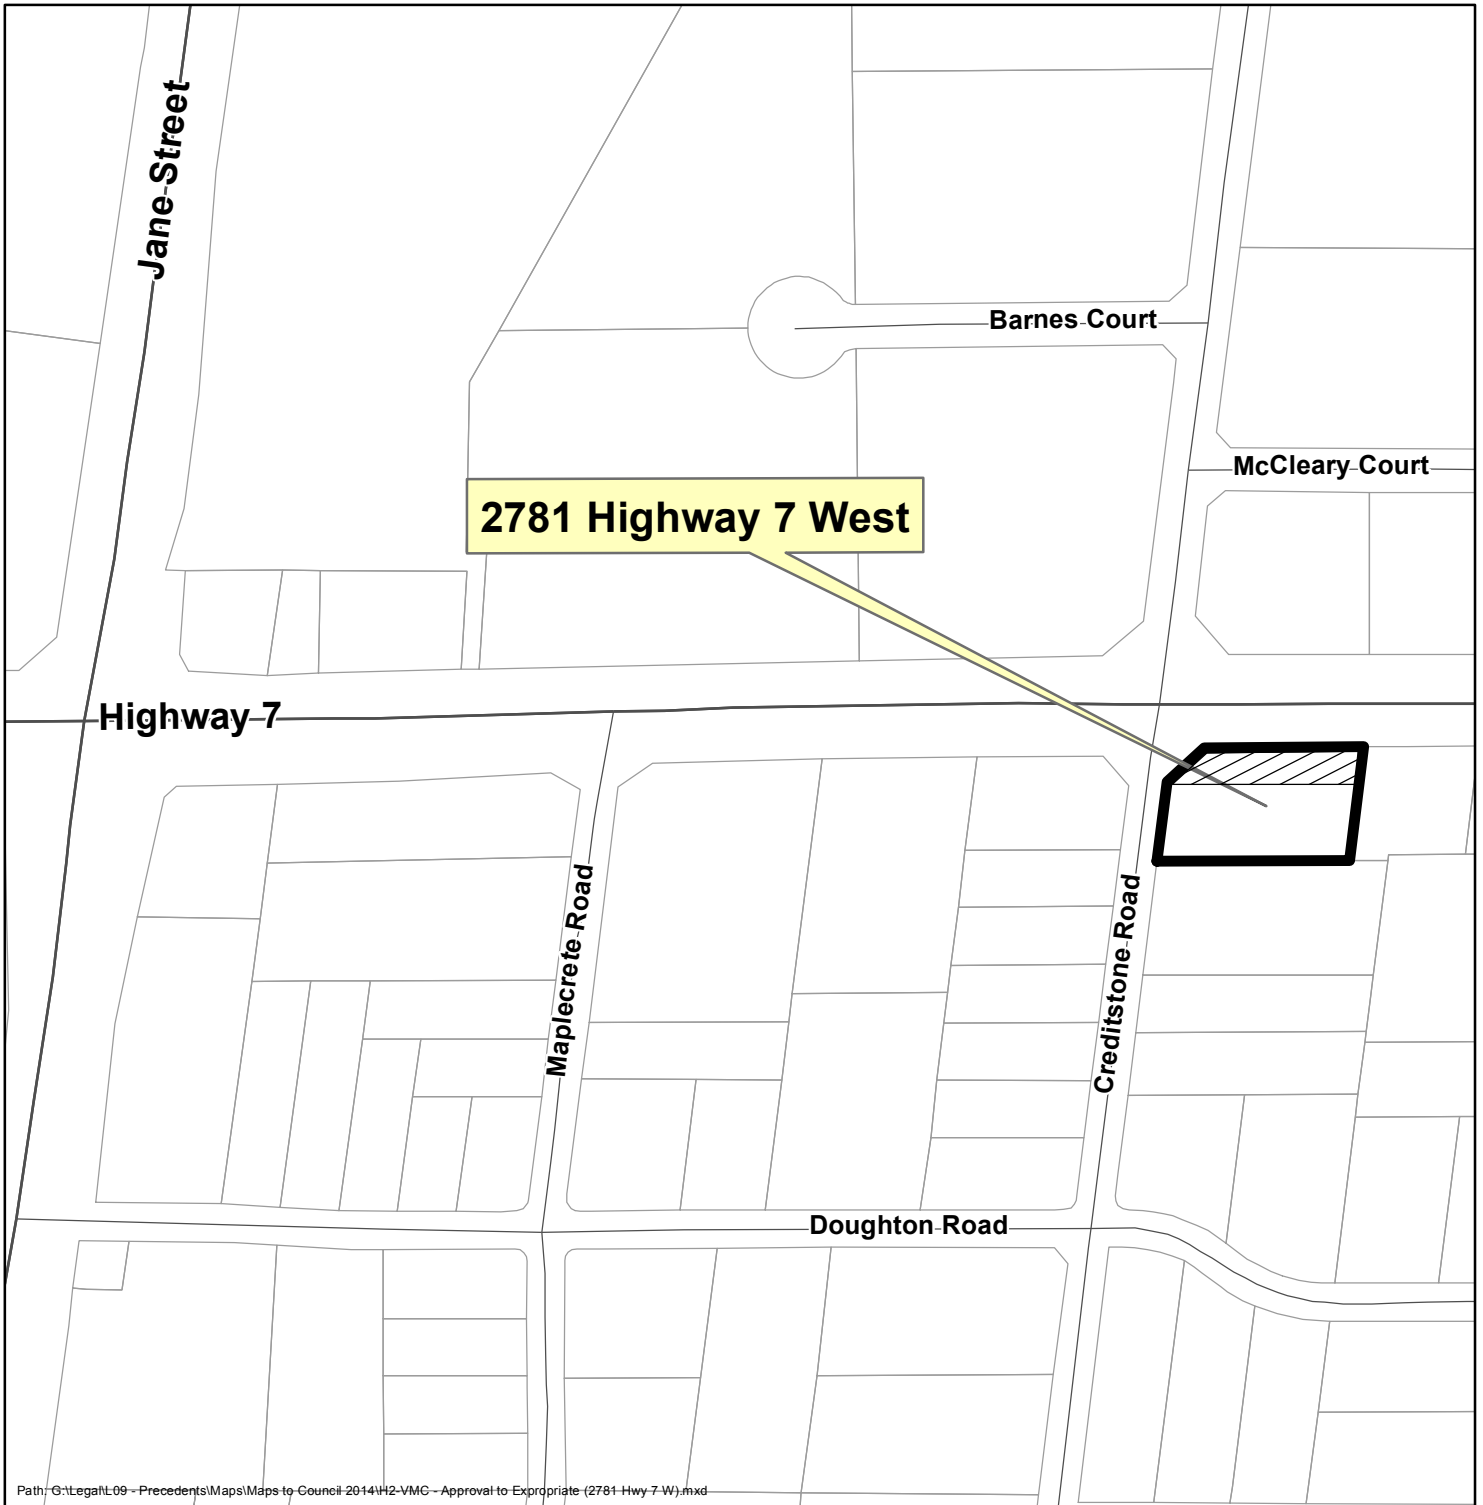 Jane Street
Barnes Court
McCleary Court
2781 Highway 7 West
Highway 7
Maplecrete Road
Creditstone Road
Doughton Road
Path: G:\Legal\L09 - Precedents\Maps\Maps to Council 2014\H2-VMC - Approval to Expropriate (2781 Hwy 7 W).mxd